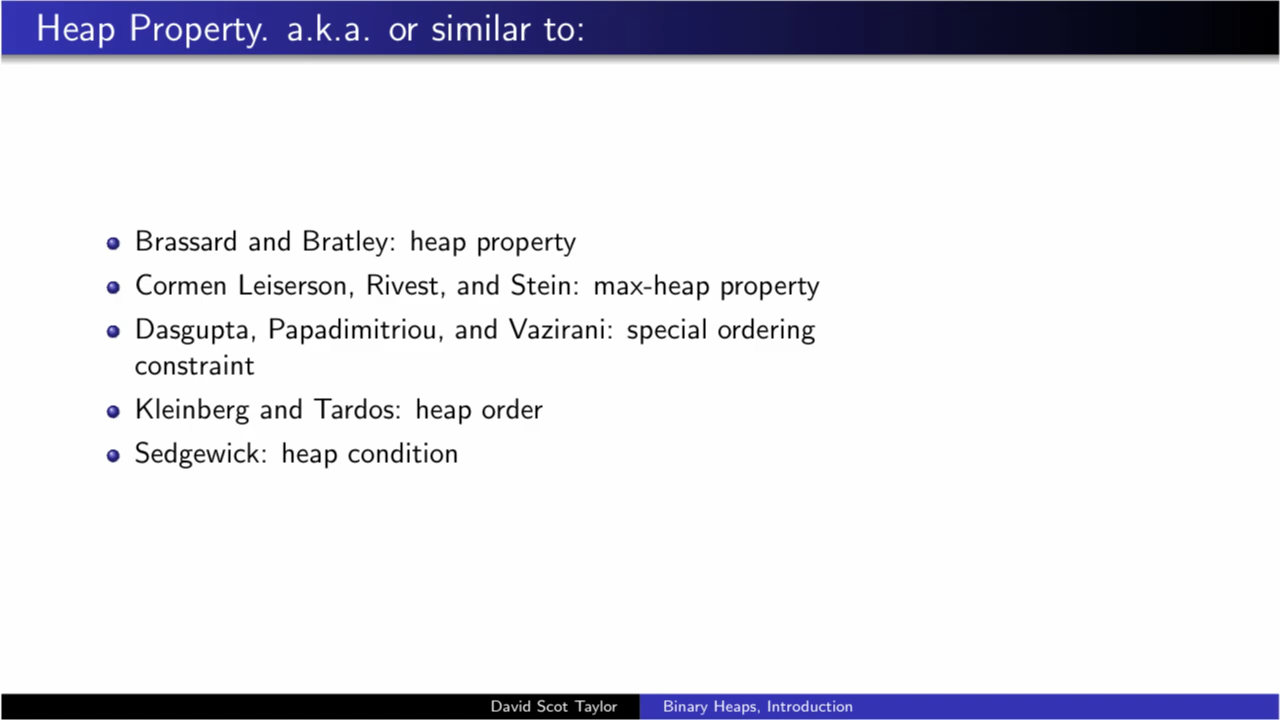 Heap Property. a.k.a. or similar to:
Brassard and Bratley: heap property
Cormen Leiserson, Rivest, and Stein: max-heap property
Dasgupta, Papadimitriou, and Vazirani: special ordering
constraint
Kleinberg and Tardos: heap order
Sedgewick: heap condition
David Scot Taylor
Binary Heaps, Introduction